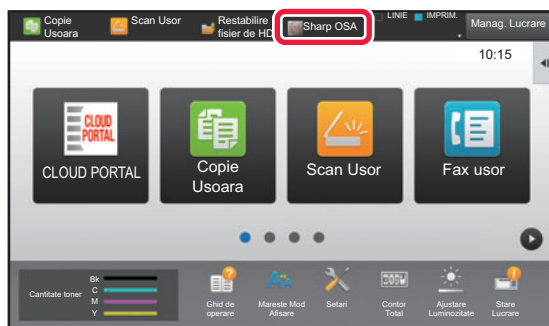 Copie
Usoara
Scan Usor
Restabilire
fisier de HD
Sharp OSA
LINIE
IMPRIM.
Manag. Lucrare
10:15
CLOUD
PORTAL
CLOUD PORTAL
Copie
Usoara
Scan Usor
Fax usor
Cantitate toner
Bk
C
M
Y
Ghid de
operare
Mareste Mod
Afisare
Setari
Contor
Total
Ajustare
Luminozitate
Stare
Lucrare